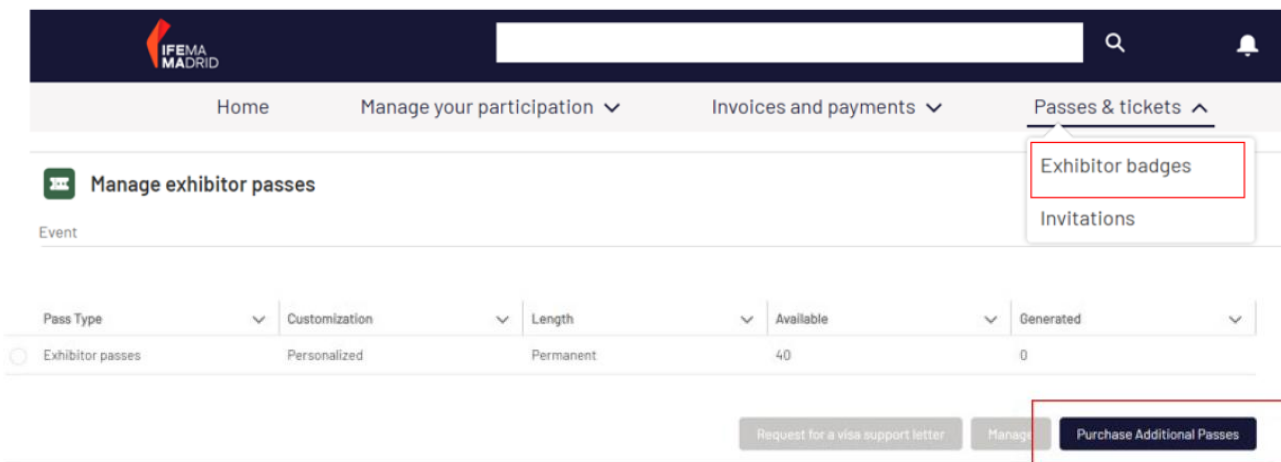 IFEMA
MADRID
Home Manage your participation Invoices and payments Passes & tickets
Exhibitor badges
Invitations
Manage exhibitor passes
Event
Pass Type Customization Length Available Generated
Exhibitor passes Personalized Permanent 40 0
Request for a visa support letter Manage Purchase Additional Passes